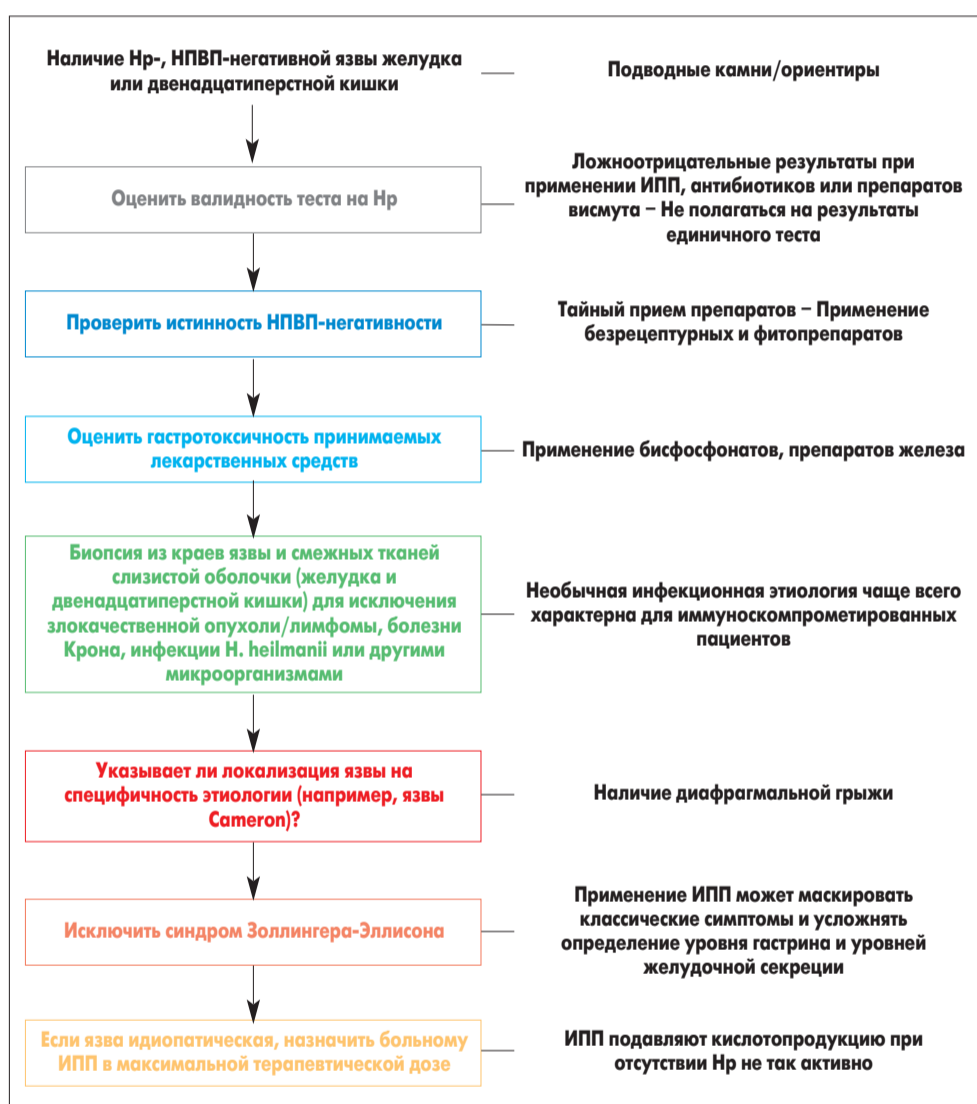 Наличие Hp-, НПВП-негативной язвы желудка
или двенадцатиперстной кишки
Подводные камни/ориентиры
Оценить валидность теста на Hp
Ложноотрицательные результаты при
применении ИПП, антибиотиков или препаратов
висмута – Не полагаться на результаты
единичного теста
Проверить истинность НПВП-негативности
Тайный прием препаратов – Применение
безрецептурных и фитопрепаратов
Оценить гастротоксичность принимаемых
лекарственных средств
Применение бисфосфонатов, препаратов железа
Биопсия из краев язвы и смежных тканей
слизистой оболочки (желудка и
двенадцатиперстной кишки) для исключения
злокачественной опухоли/лимфомы, болезни
Крона, инфекции H. heilmanii или другими
микроорганизмами
Необычная инфекционная этиология чаще всего
характерна для иммуноскомпрометированных
пациентов
Указывает ли локализация язвы на
специфичность этиологии (например, язвы
Cameron)?
Наличие диафрагмальной грыжи
Исключить синдром Золлингера-Эллисона
Применение ИПП может маскировать
классические симптомы и усложнять
определение уровня гастрина и уровней
желудочной секреции
Если язва идиопатическая, назначить больному
ИПП в максимальной терапевтической дозе
ИПП подавляют кислотопродукцию при
отсутствии Hp не так активно